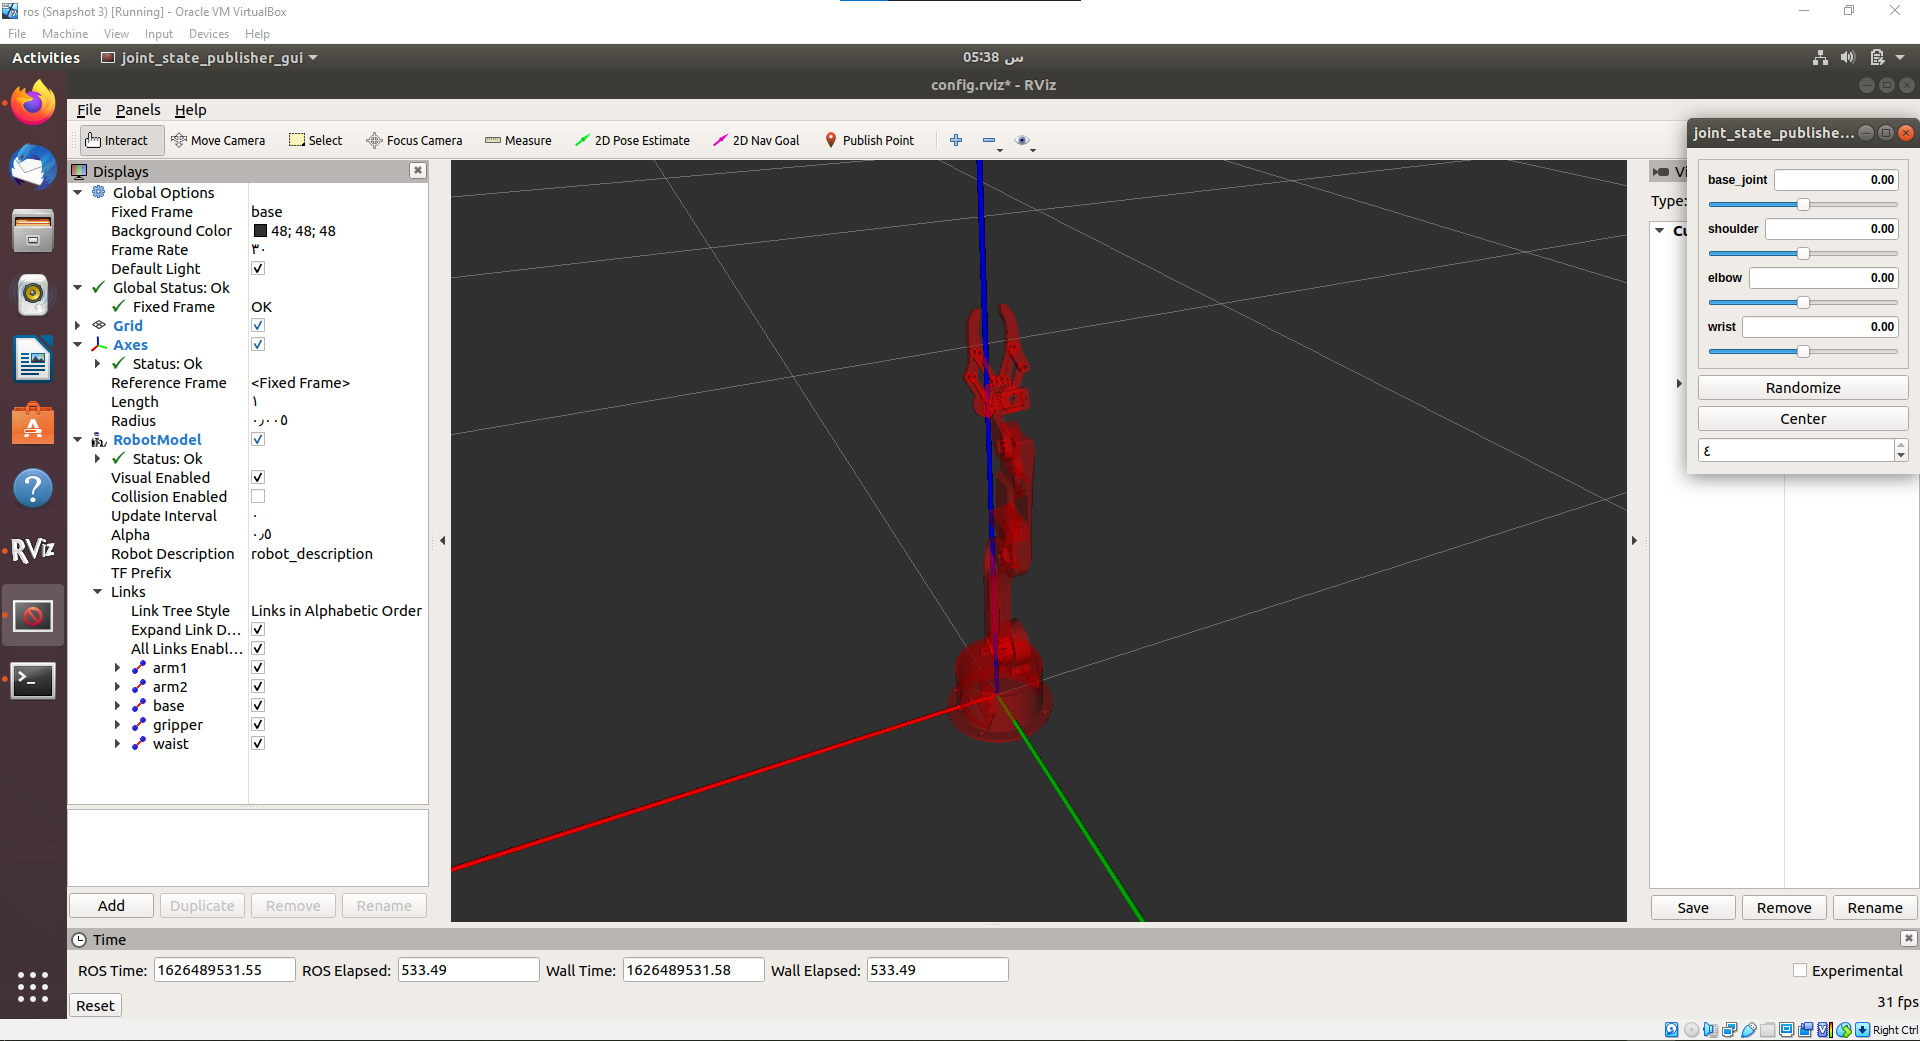 ros (Snapshot 3) [Running] - Oracle VM VirtualBox
File Machine View Input Devices Help
Activities joint_state_publisher_gui 05:38 س
config.rviz* - RViz
File Panels Help
Interact Move Camera Select Focus Camera Measure 2D Pose Estimate 2D Nav Goal Publish Point
Displays
Global Options
Fixed Frame base
Background Color 48; 48; 48
Frame Rate ٣٠
Default Light
Global Status: Ok
Fixed Frame OK
Grid
Axes
Status: Ok
Reference Frame <Fixed Frame>
Length ١
Radius ٠٫٠٠٥
RobotModel
Status: Ok
Visual Enabled
Collision Enabled
Update Interval ٠
Alpha ٠٫٥
Robot Description robot_description
TF Prefix
Links
Link Tree Style Links in Alphabetic Order
Expand Link D...
All Links Enabl...
arm1
arm2
base
gripper
waist
Add Duplicate Remove Rename
Type:
joint_state_publishe...
base_joint 0.00
shoulder 0.00
elbow 0.00
wrist 0.00
Randomize
Center
٤
Save Remove Rename
Time
ROS Time: 1626489531.55 ROS Elapsed: 533.49 Wall Time: 1626489531.58 Wall Elapsed: 533.49 Experimental
Reset 31 fps
RViz
Right Ctrl